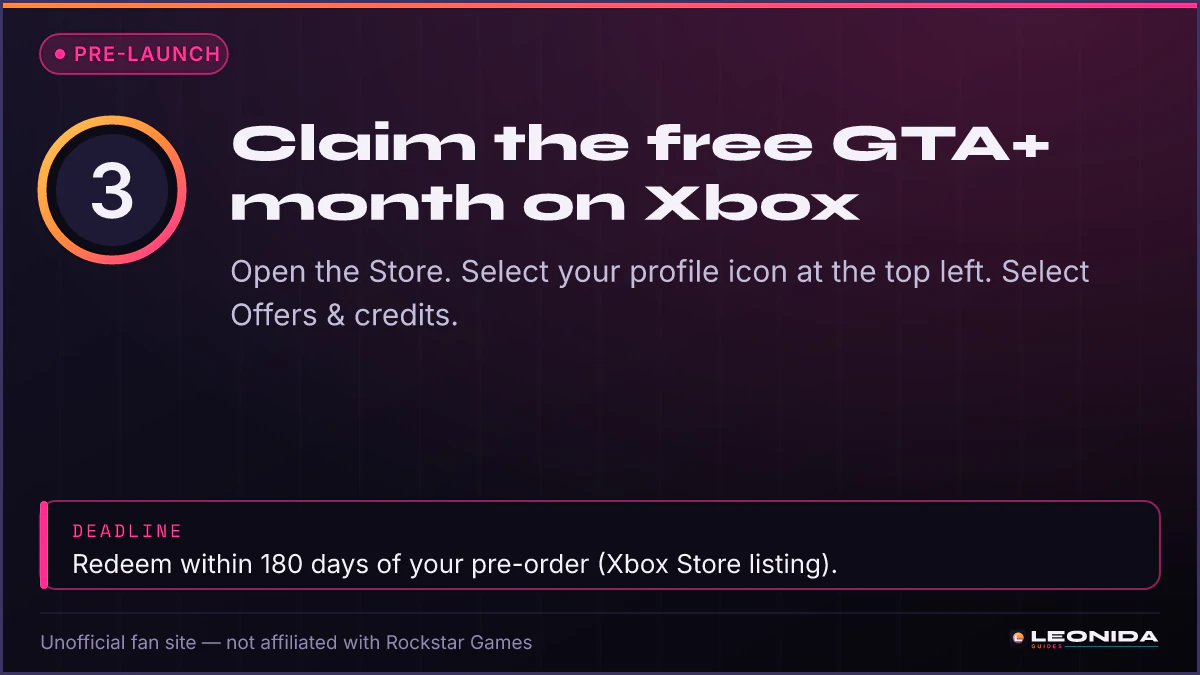 PRE-LAUNCH
3
Claim the free GTA+
month on Xbox
Open the Store. Select your profile icon at the top left. Select
Offers & credits.
DEADLINE
Redeem within 180 days of your pre-order (Xbox Store listing).
Unofficial fan site — not affiliated with Rockstar Games
LEONIDA
GUIDES